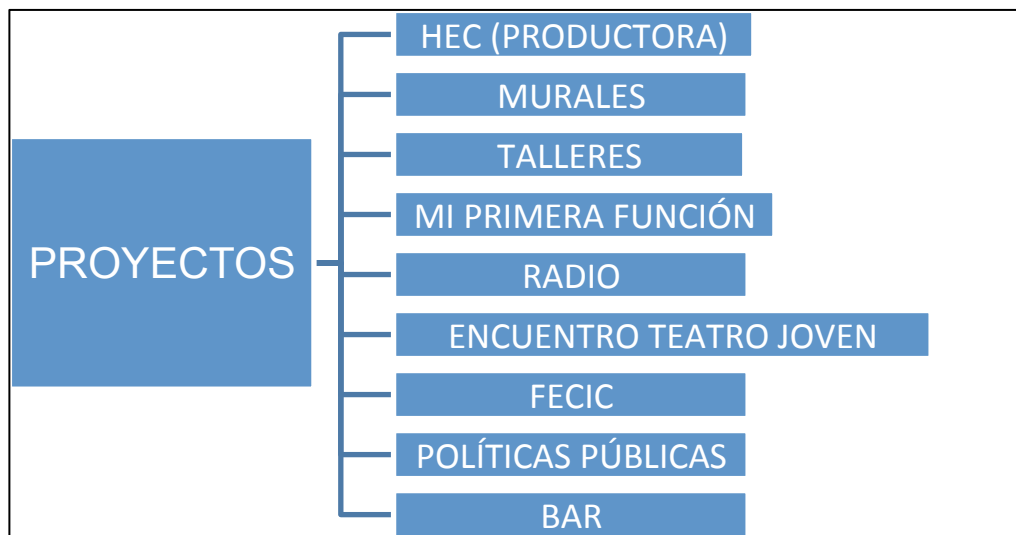 PROYECTOS
HEC (PRODUCTORA)
MURALES
TALLERES
MI PRIMERA FUNCIÓN
RADIO
ENCUENTRO TEATRO JOVEN
FECIC
POLÍTICAS PÚBLICAS
BAR